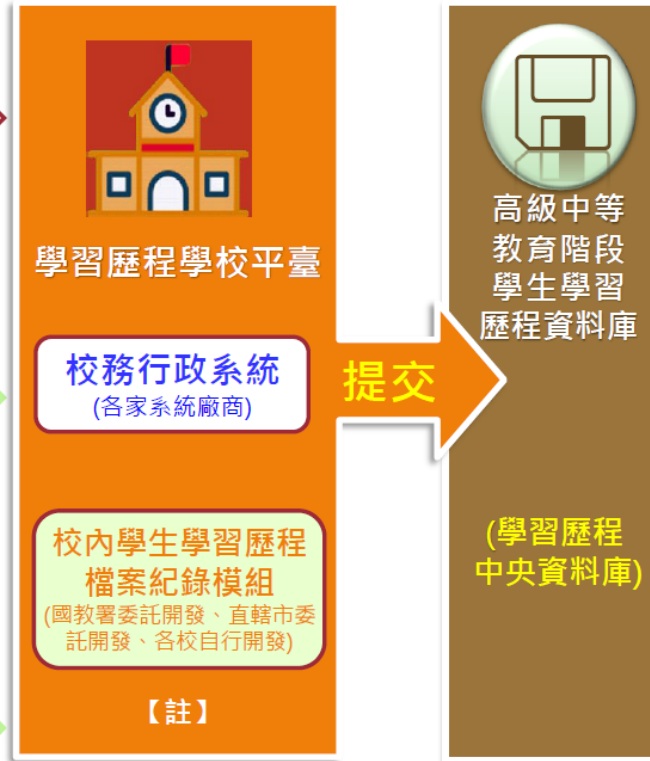 學習歷程學校平臺
校務行政系統
(各家系統廠商)
校內學生學習歷程
檔案紀錄模組
(國教署委託開發、直轄市委
託開發、各校自行開發)
【註】
提交
高級中等
教育階段
學生學習
歷程資料庫
(學習歷程
中央資料庫)